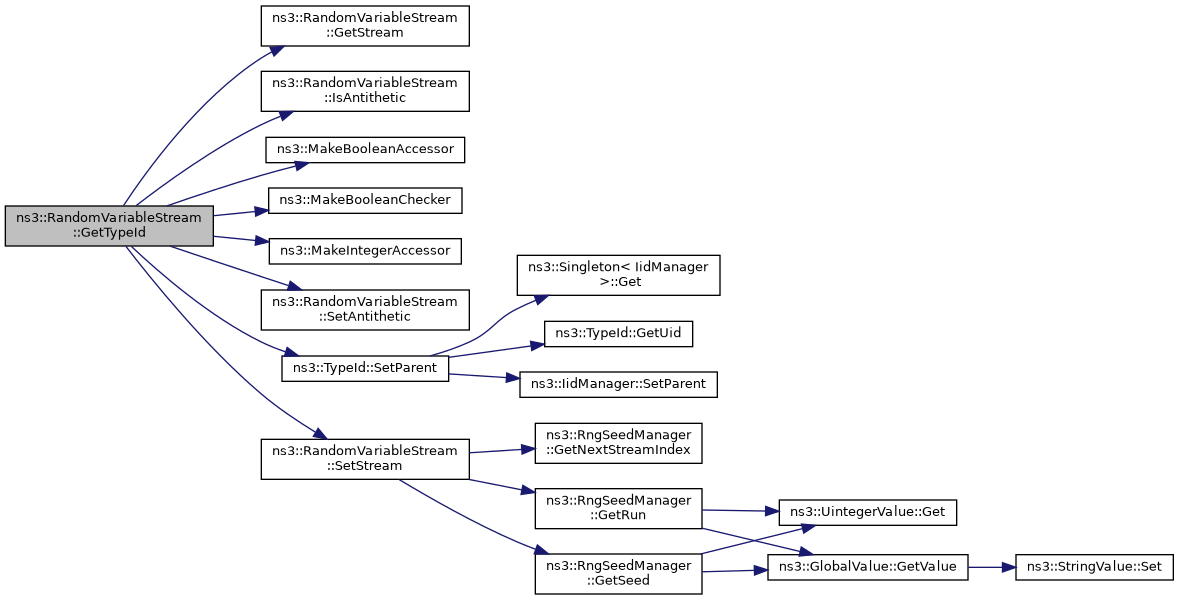 ns3::RandomVariableStream
::GetStream
ns3::RandomVariableStream
::IsAntithetic
ns3::MakeBooleanAccessor
ns3::MakeBooleanChecker
ns3::RandomVariableStream
::GetTypeId
ns3::MakeIntegerAccessor
ns3::Singleton< IidManager
>::Get
ns3::RandomVariableStream
::SetAntithetic
ns3::TypeId::GetUid
ns3::TypeId::SetParent
ns3::IidManager::SetParent
ns3::RandomVariableStream
::SetStream
ns3::RngSeedManager
::GetNextStreamIndex
ns3::RngSeedManager
::GetRun
ns3::UintegerValue::Get
ns3::RngSeedManager
::GetSeed
ns3::GlobalValue::GetValue
ns3::StringValue::Set